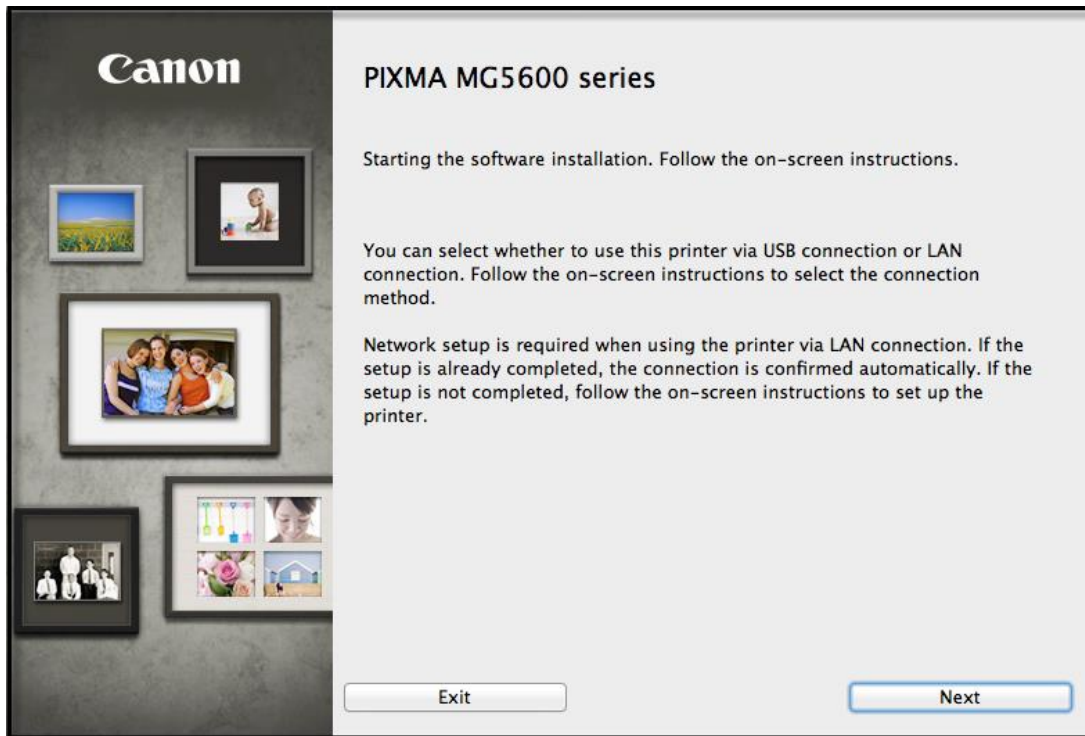 Canon
PIXMA MG5600 series
Starting the software installation. Follow the on-screen instructions.
You can select whether to use this printer via USB connection or LAN
connection. Follow the on-screen instructions to select the connection
method.
Network setup is required when using the printer via LAN connection. If the
setup is already completed, the connection is confirmed automatically. If the
setup is not completed, follow the on-screen instructions to set up the
printer.
Exit
Next